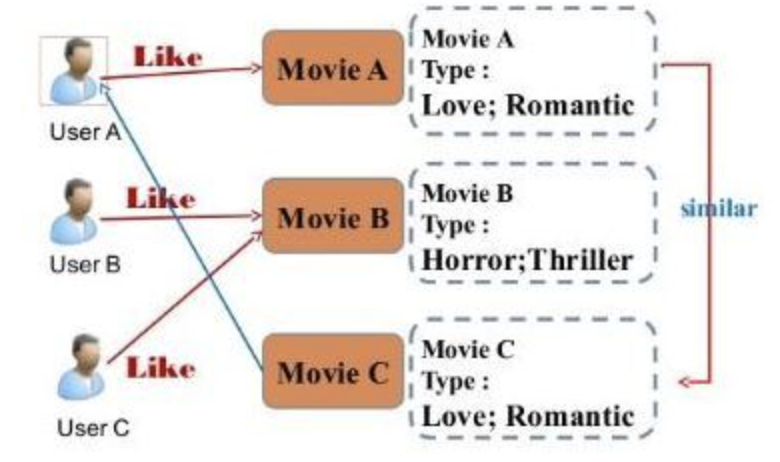 Like
User A
Movie A
Movie A
Type :
Love; Romantic
Like
User B
Movie B
Movie B
Type :
Horror;Thriller
similar
Like
User C
Movie C
Movie C
Type :
Love; Romantic